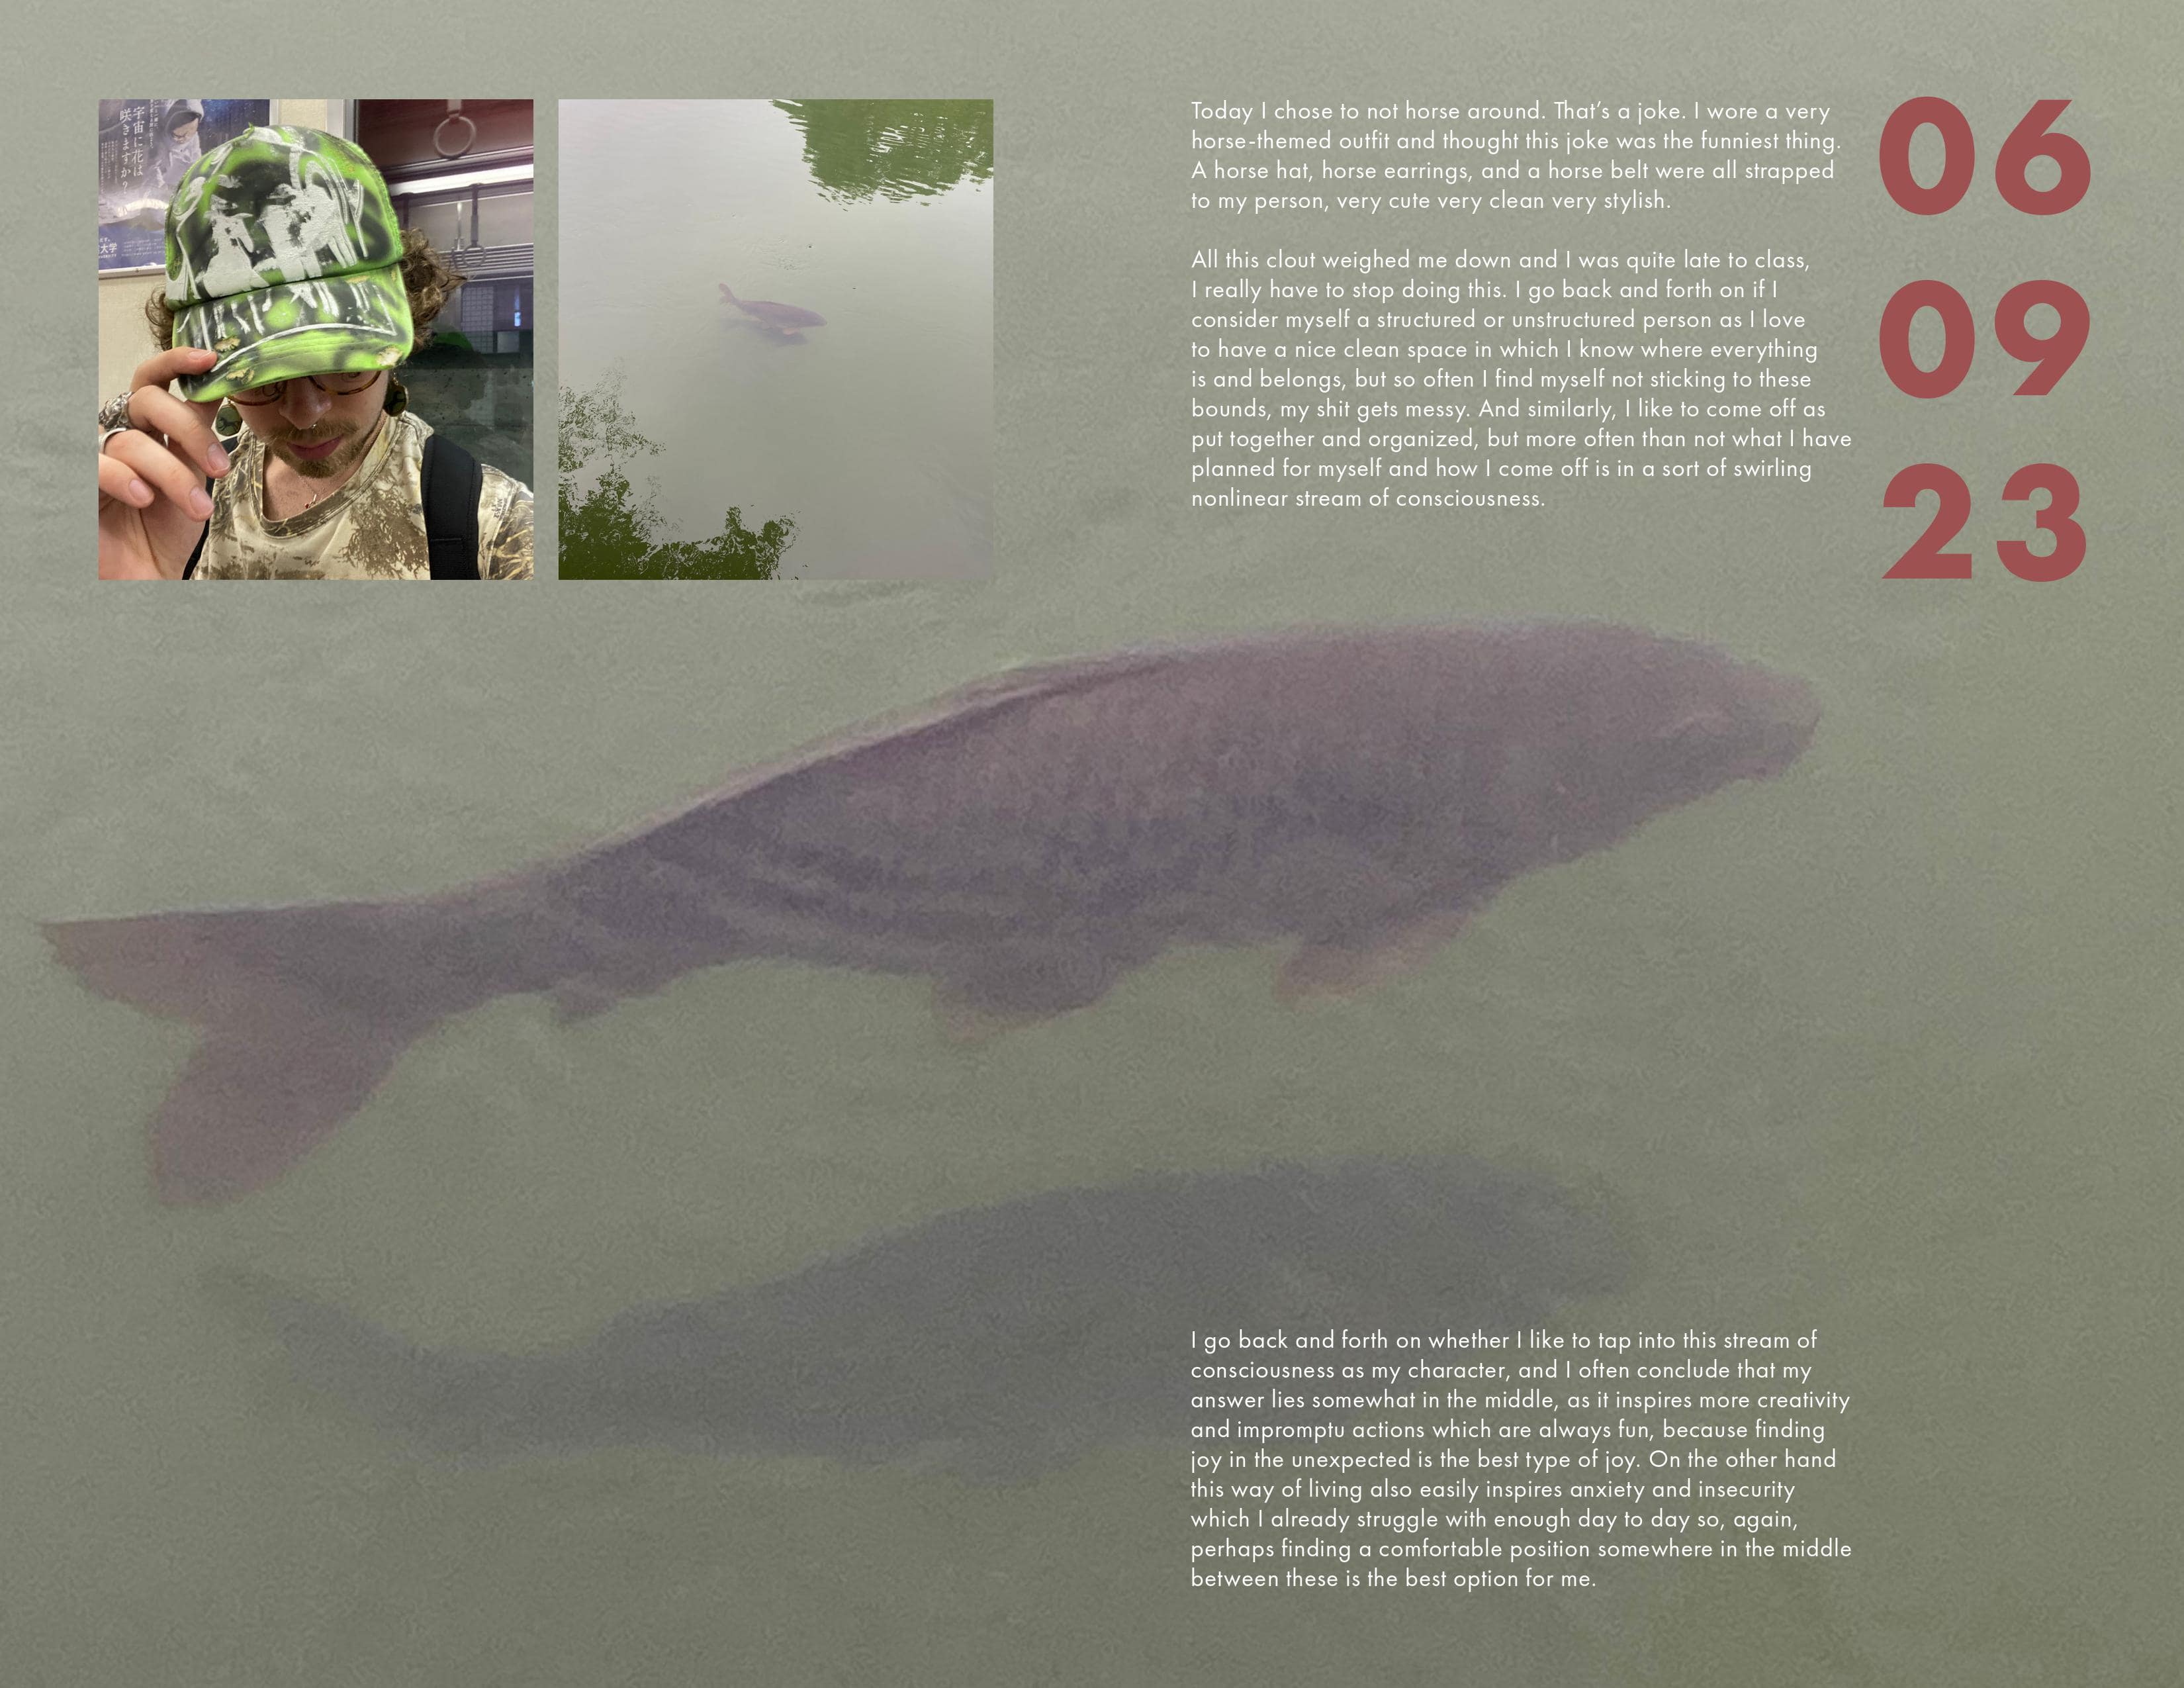 宇宙に花は
咲きますか?
大学
Today I chose to not horse around. That's a joke. I wore a very
horse-themed outfit and thought this joke was the funniest thing.
A horse hat, horse earrings, and a horse belt were all strapped
to my person, very cute very clean very stylish.
All this clout weighed me down and I was quite late to class,
I really have to stop doing this. I go back and forth on if I
consider myself a structured or unstructured person as I love
to have a nice clean space in which I know where everything
is and belongs, but so often I find myself not sticking to these
bounds, my shit gets messy. And similarly, I like to come off as
put together and organized, but more often than not what I have
planned for myself and how I come off is in a sort of swirling
nonlinear stream of consciousness.
06
09
23
I go back and forth on whether I like to tap into this stream of
consciousness as my character, and I often conclude that my
answer lies somewhat in the middle, as it inspires more creativity
and impromptu actions which are always fun, because finding
joy in the unexpected is the best type of joy. On the other hand
this way of living also easily inspires anxiety and insecurity
which I already struggle with enough day to day so, again,
perhaps finding a comfortable position somewhere in the middle
between these is the best option for me.